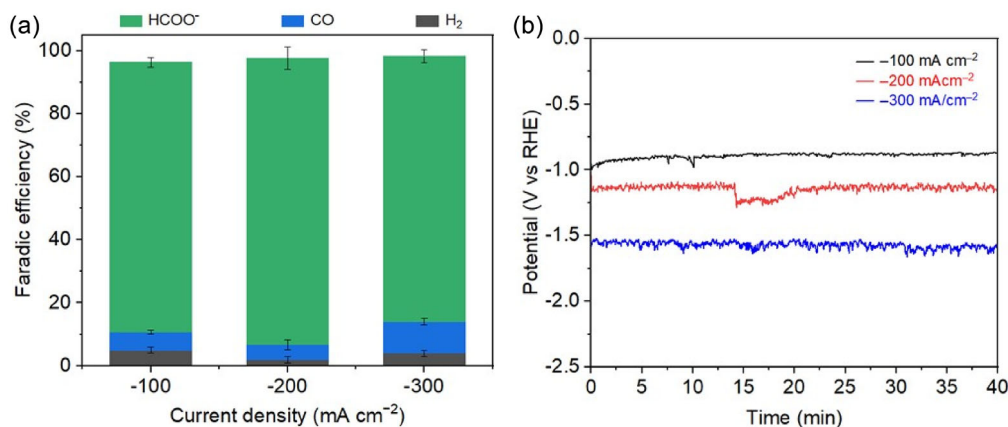 (a)
HCOO⁻ CO H₂
100
80
60
40
20
0
Faradic efficiency (%)
-100 -200 -300
Current density (mA cm⁻²)
(b)
0.0
-0.5
-1.0
-1.5
-2.0
-2.5
Potential (V vs RHE)
−100 mA cm⁻²
−200 mAcm⁻²
−300 mA/cm⁻²
0 5 10 15 20 25 30 35 40
Time (min)